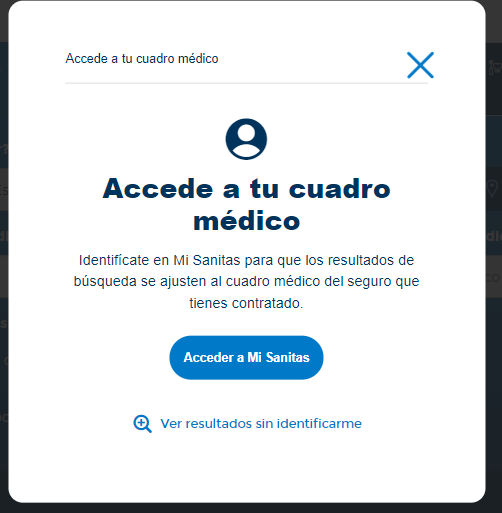 Accede a tu cuadro médico
Accede a tu cuadro
médico
Identifícate en Mi Sanitas para que los resultados de
búsqueda se ajusten al cuadro médico del seguro que
tienes contratado.
Acceder a Mi Sanitas
Ver resultados sin identificarme